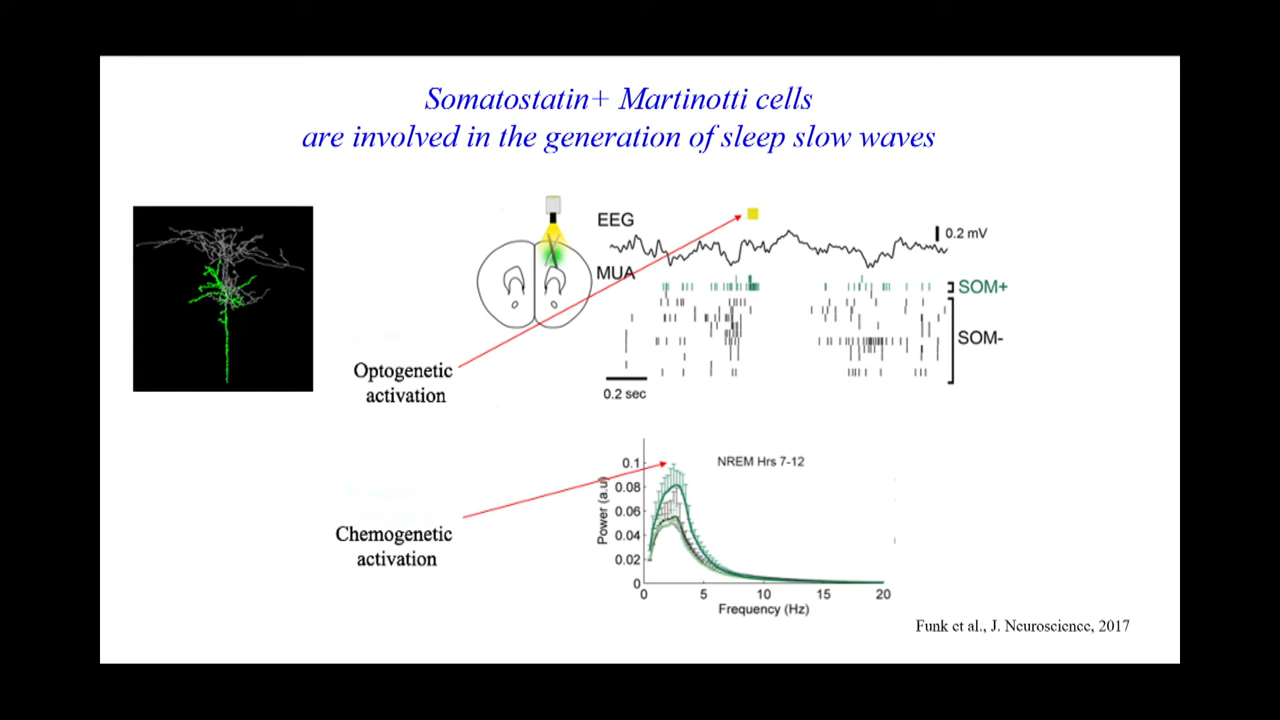 Somatostatin+ Martinotti cells
are involved in the generation of sleep slow waves
EEG
0.2 mV
MUA
SOM+
SOM-
0.2 sec
Optogenetic
activation
NREM Hrs 7-12
0.1
0.08
0.06
0.04
0.02
0
Power (a.u)
0 5 10 15 20
Frequency (Hz)
Chemogenetic
activation
Funk et al., J. Neuroscience, 2017